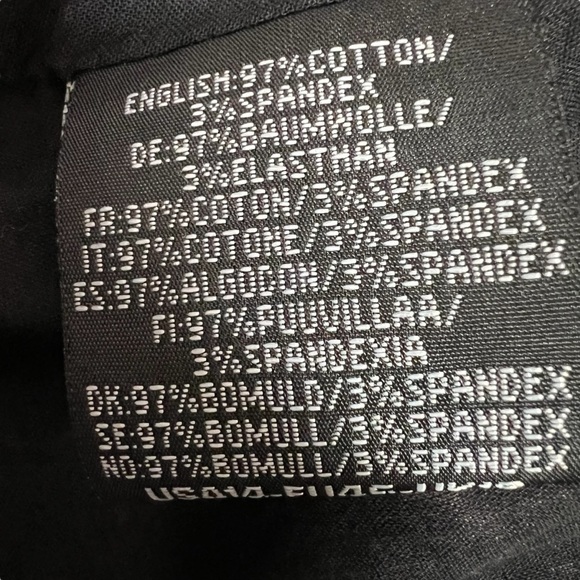 ENGLISH:97%COTTON/
3%SPANDEX
DE:97%BAUMWOLLE/
3%ELASTHAN
FR:97%COTON/3%SPANDEX
IT:97%COTONE/3%SPANDEX
ES:97%ALGODON/3%SPANDEX
FI:97%PUUVILLAA/
3%SPANDEXIA
DK:97%BOMULD/3%SPANDEX
SE:97%BOMULL/3%SPANDEX
NO:97%BOMULL/3%SPANDEX